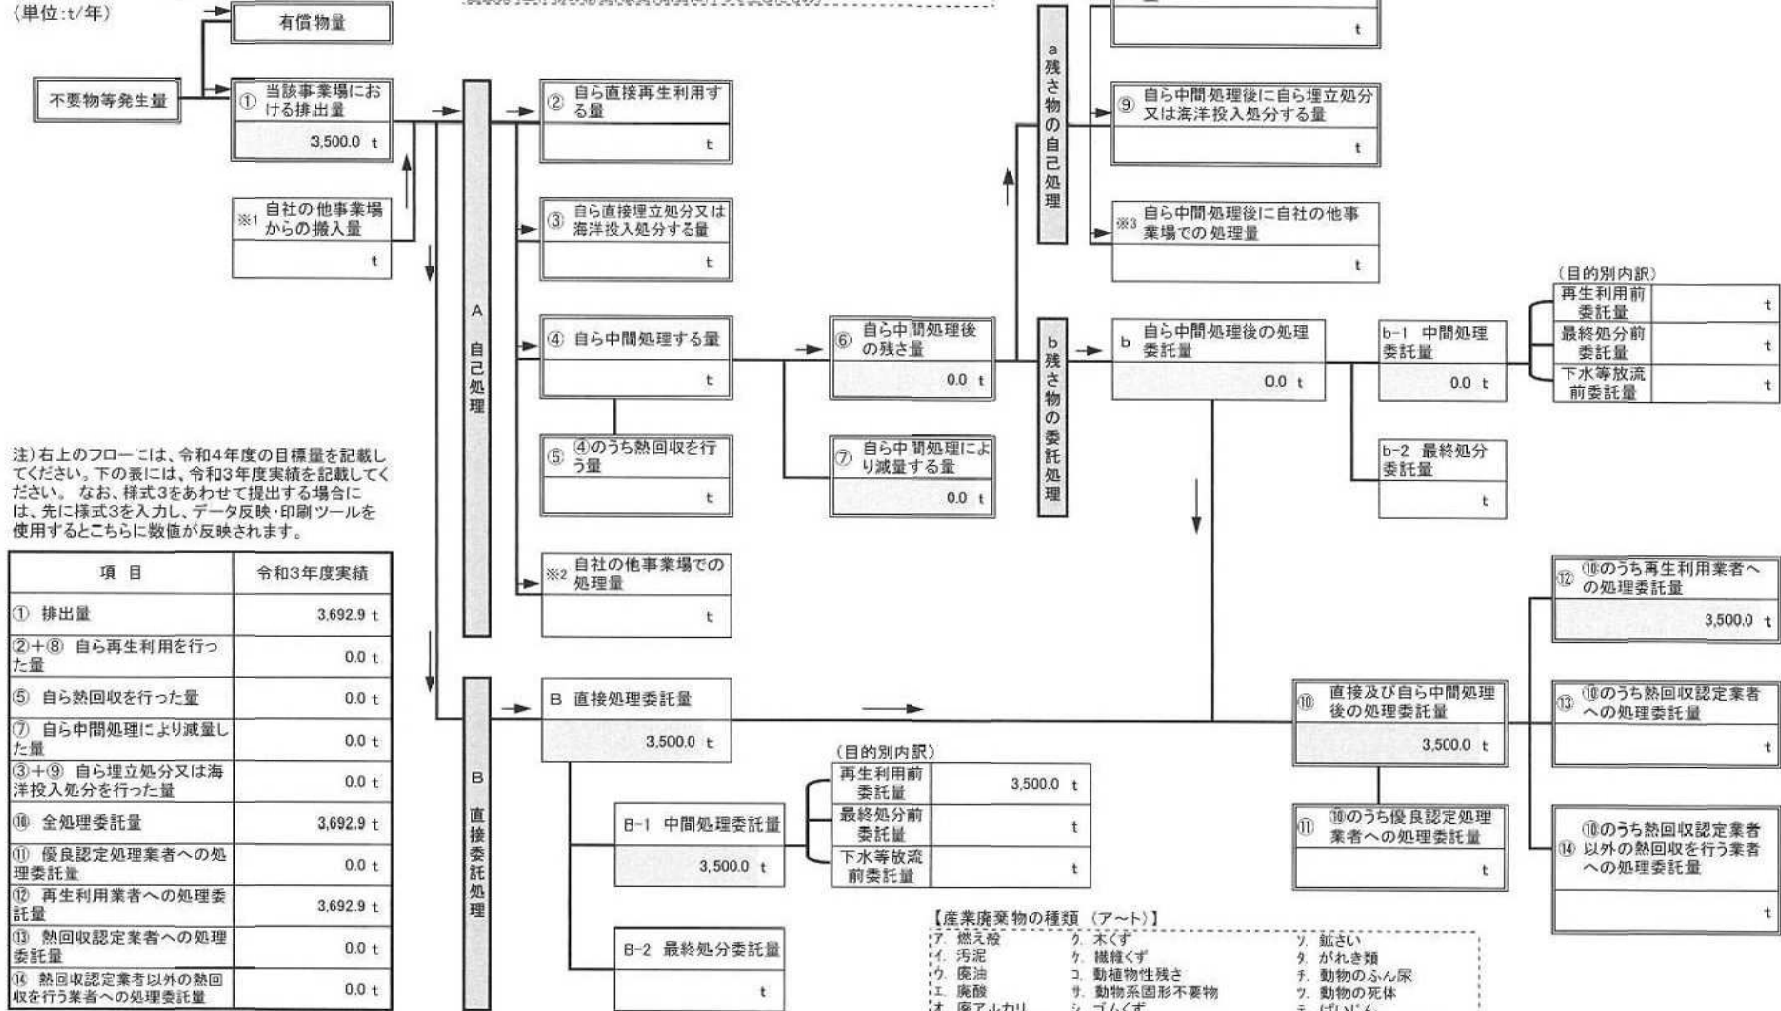 (単位:t/年)
有償物量
不要物等発生量
① 当該事業場にお
ける排出量
3,500.0 t
※1 自社の他事業場
からの搬入量
t
A 自己処理
② 自ら直接再生利用す
る量
t
③ 自ら直接埋立処分又は
海洋投入処分する量
t
④ 自ら中間処理する量
t
⑤ ④のうち熱回収を行
う量
t
※2 自社の他事業場での
処理量
t
⑥ 自ら中間処理後
の残さ量
0.0 t
⑦ 自ら中間処理によ
り減量する量
0.0 t
a 残さ物の自己処理
t
⑨ 自ら中間処理後に自ら埋立処分
又は海洋投入処分する量
t
※3 自ら中間処理後に自社の他事
業場での処理量
t
b 残さ物の委託処理
b 自ら中間処理後の処理
委託量
0.0 t
b-1 中間処理
委託量
0.0 t
(目的別内訳)
再生利用前
委託量
t
最終処分前
委託量
t
下水等放流
前委託量
t
b-2 最終処分
委託量
t
注)右上のフローには、令和4年度の目標量を記載し
てください。下の表には、令和3年度実績を記載してく
ださい。 なお、様式3をあわせて提出する場合に
は、先に様式3を入力し、データ反映・印刷ツールを
使用するとこちらに数値が反映されます。
項 目 令和3年度実績
① 排出量 3,692.9 t
②+⑧ 自ら再生利用を行っ
た量 0.0 t
⑤ 自ら熱回収を行った量 0.0 t
⑦ 自ら中間処理により減量し
た量 0.0 t
③+⑨ 自ら埋立処分又は海
洋投入処分を行った量 0.0 t
⑩ 全処理委託量 3,692.9 t
⑪ 優良認定処理業者への処
理委託量 0.0 t
⑫ 再生利用業者への処理委
託量 3,692.9 t
⑬ 熱回収認定業者への処理
委託量 0.0 t
⑭ 熱回収認定業者以外の熱回
収を行う業者への処理委託量 0.0 t
B 直接委託処理
B 直接処理委託量
3,500.0 t
B-1 中間処理委託量
3,500.0 t
(目的別内訳)
再生利用前
委託量
3,500.0 t
最終処分前
委託量
t
下水等放流
前委託量
t
B-2 最終処分委託量
t
⑩ 直接及び自ら中間処理
後の処理委託量
3,500.0 t
⑪ ⑩のうち優良認定処理
業者への処理委託量
t
⑫ ⑩のうち再生利用業者へ
の処理委託量
3,500.0 t
⑬ ⑩のうち熱回収認定業者
への処理委託量
t
⑭ ⑩のうち熱回収認定業者
以外の熱回収を行う業者
への処理委託量
t
【産業廃棄物の種類 (ア～ト)】
ア. 燃え殻 ク. 木くず ソ. 鉱さい
イ. 汚泥 ケ. 繊維くず タ. がれき類
ウ. 廃油 コ. 動植物性残さ チ. 動物のふん尿
エ. 廃酸 サ. 動物系固形不要物 ツ. 動物の死体
オ. 廃アルカリ シ. ゴムくず テ. ばいじん